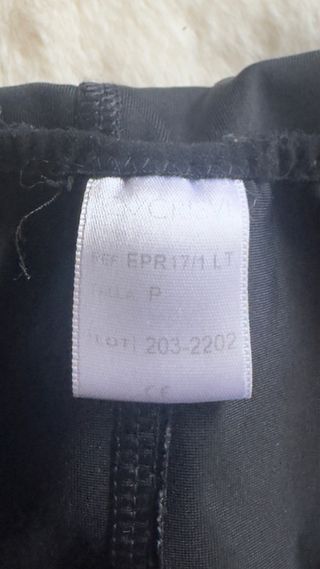 REF EPR17/1 LT
TALLA P
LOT 203-2202
CE